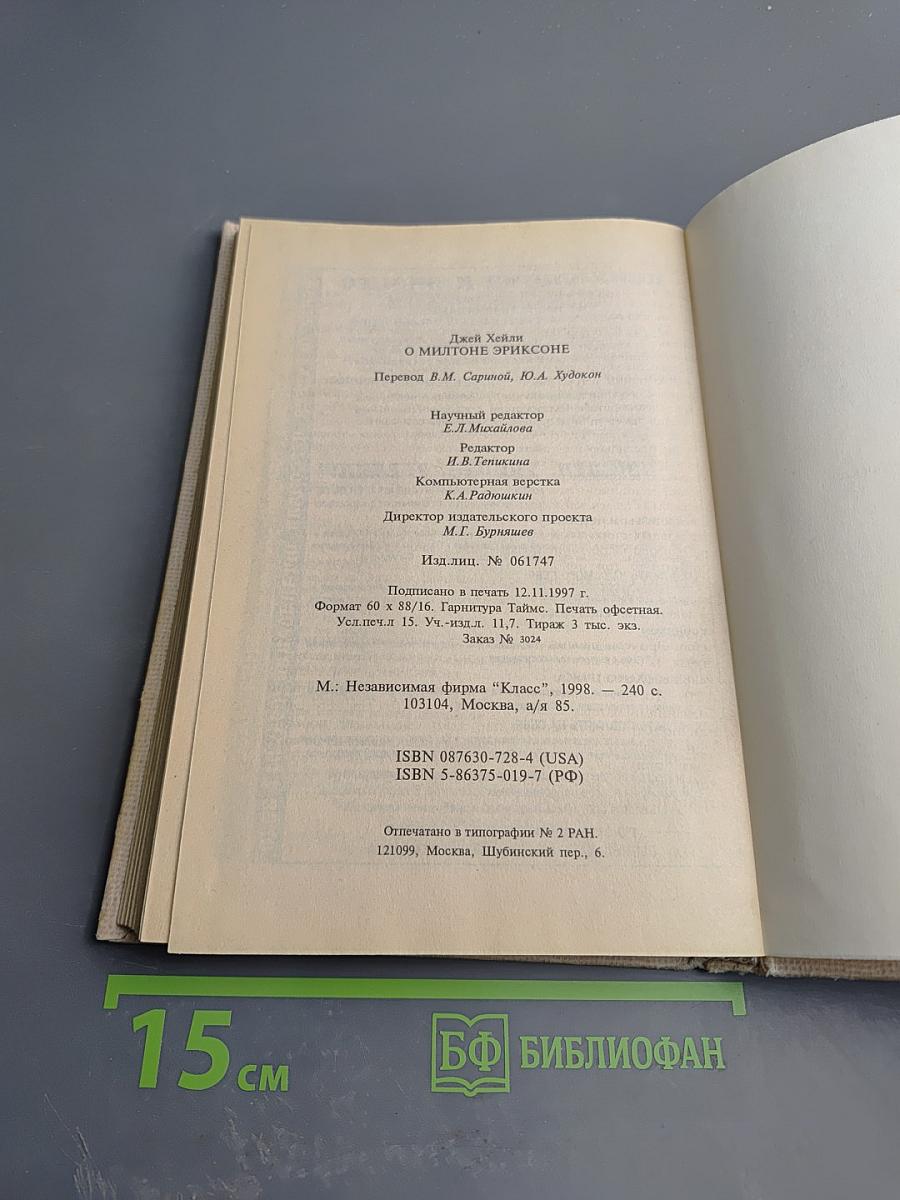 Джей Хейли
О МИЛТОНЕ ЭРИКСОНЕ
Перевод В.М. Сариной, Ю.А. Худокон
Научный редактор
Е.Л.Михайлова
Редактор
И.В.Тепикина
Компьютерная верстка
К.А.Радюшкин
Директор издательского проекта
М.Г. Бурняшев
Изд.лиц. № 061747
Подписано в печать 12.11.1997 г.
Формат 60 х 88/16. Гарнитура Таймс. Печать офсетная.
Усл.печ.л 15. Уч.-изд.л. 11,7. Тираж 3 тыс. экз.
Заказ № 3024
М.: Независимая фирма “Класс”, 1998. — 240 с.
103104, Москва, а/я 85.
ISBN 087630-728-4 (USA)
ISBN 5-86375-019-7 (РФ)
Отпечатано в типографии № 2 РАН.
121099, Москва, Шубинский пер., 6.
15 см
БФ БИБЛИОФАН